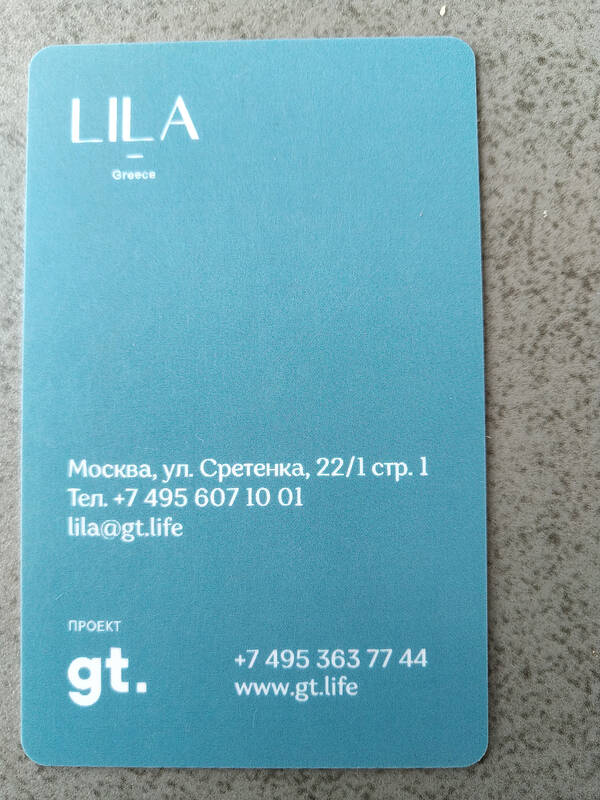 LILA
Greece
Москва, ул. Сретенка, 22/1 стр. 1
Тел. +7 495 607 10 01
lila@gt.life
ПРОЕКТ
gt.
+7 495 363 77 44
www.gt.life